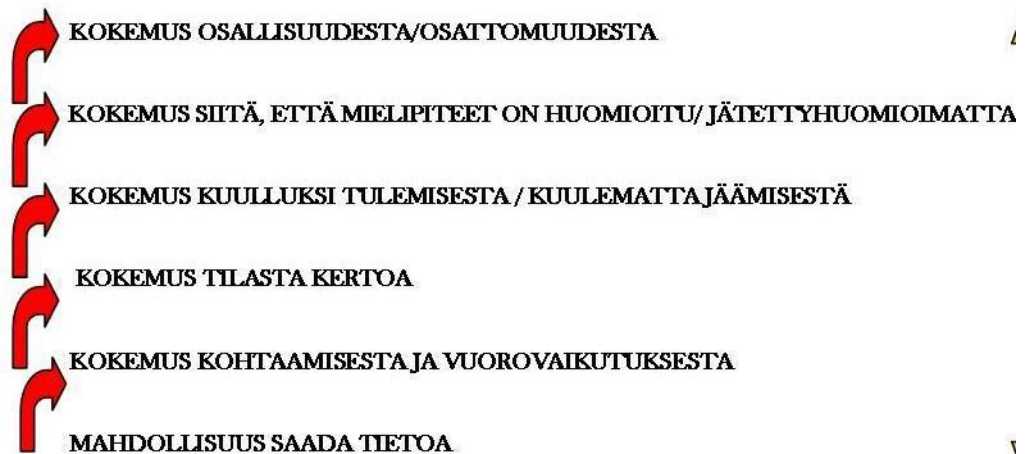 KOKEMUS OSALLISUUDESTA/OSATTOMUUDESTA
KOKEMUS SIITÄ, ETTÄ MIELIPITEET ON HUOMIOITU/ JÄTETTYHUOMIOIMATTA
KOKEMUS KUULLUKSI TULEMISESTA / KUULEMATTA JÄÄMISESTÄ
KOKEMUS TILASTA KERTOA
KOKEMUS KOHTAAMISESTA JA VUOROVAIKUTUKSESTA
MAHDOLLISUUS SAADA TIETOA